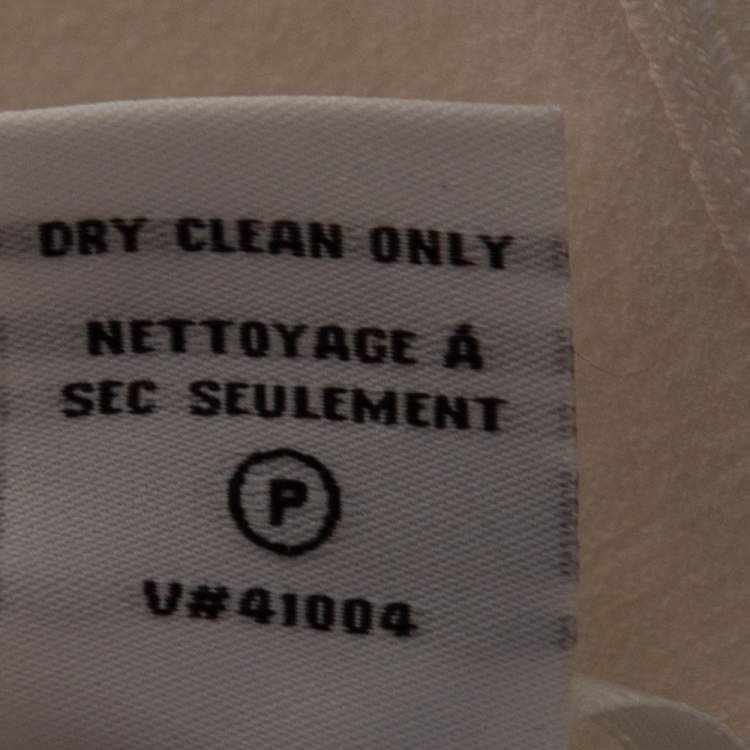 DRY CLEAN ONLY
NETTOYAGE Á
SEC SEULEMENT
P
V#41004